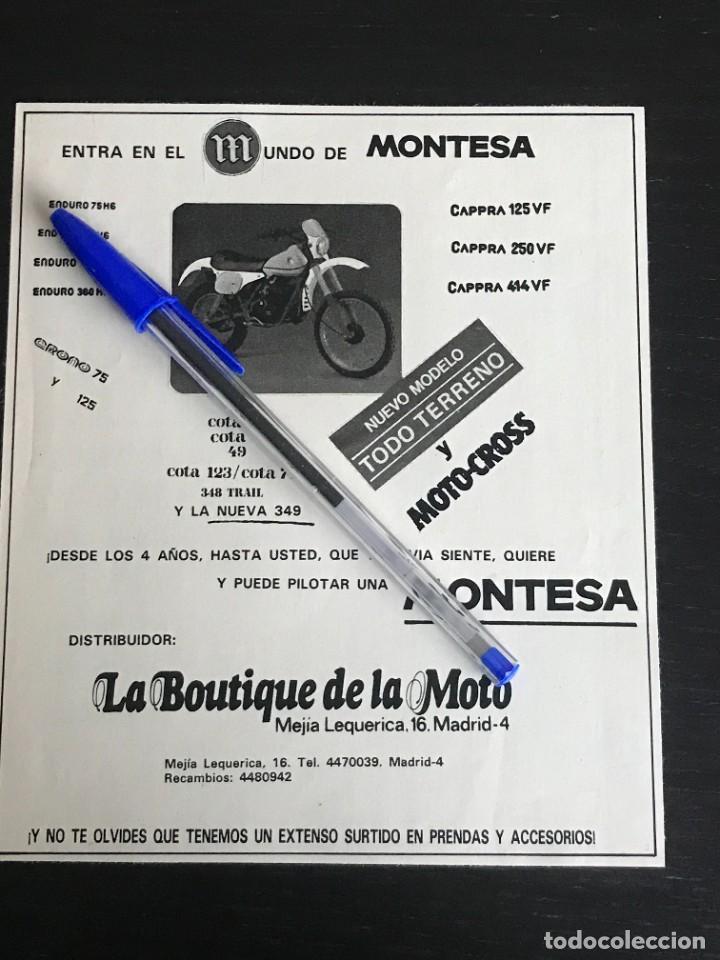 ENTRA EN EL MUNDO DE MONTESA
ENDURO 75H6
ENDURO
ENDURO 360 H
CAPPRA 125 VF
CAPPRA 250 VF
CAPPRA 414 VF
CRONO 75
Y
125
NUEVO MODELO
TODO TERRENO
y
MOTO-CROSS
cota
cota
49
cota 123/cota 7
348 TRAIL
Y LA NUEVA 349
¡DESDE LOS 4 AÑOS, HASTA USTED, QUE VIA SIENTE, QUIERE
Y PUEDE PILOTAR UNA MONTESA
DISTRIBUIDOR:
La Boutique de la Moto
Mejía Lequerica, 16. Madrid-4
Mejía Lequerica, 16. Tel. 4470039. Madrid-4
Recambios: 4480942
¡Y NO TE OLVIDES QUE TENEMOS UN EXTENSO SURTIDO EN PRENDAS Y ACCESORIOS!
todocoleccion